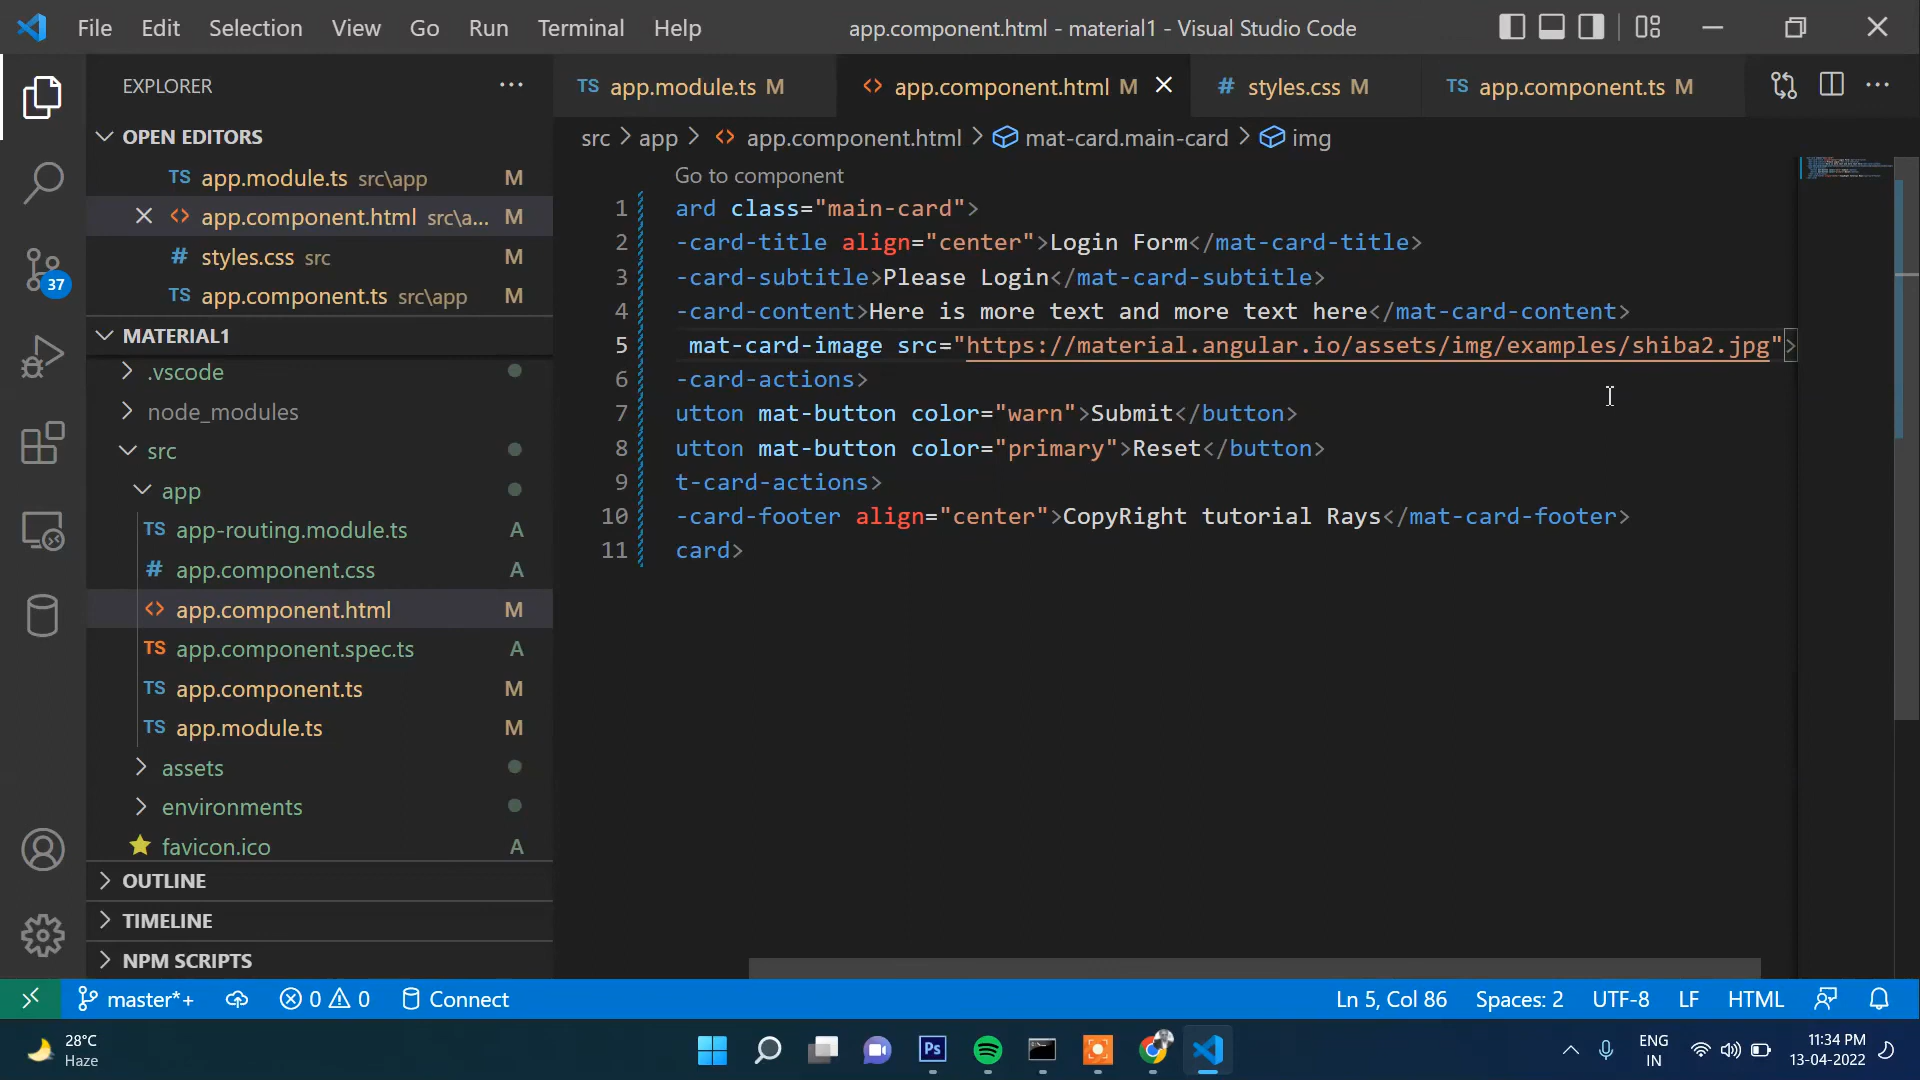 File Edit Selection View Go Run Terminal Help app.component.html - material1 - Visual Studio Code
EXPLORER
OPEN EDITORS
TS app.module.ts src\app M
<> app.component.html src\a... M
# styles.css src M
TS app.component.ts src\app M
MATERIAL1
.vscode
node_modules
src
app
TS app-routing.module.ts A
# app.component.css A
<> app.component.html M
TS app.component.spec.ts A
TS app.component.ts M
TS app.module.ts M
assets
environments
favicon.ico A
OUTLINE
TIMELINE
NPM SCRIPTS
37
TS app.module.ts M <> app.component.html M # styles.css M TS app.component.ts M
src > app > <> app.component.html > mat-card.main-card > img
Go to component
1 ard class="main-card">
2 -card-title align="center">Login Form</mat-card-title>
3 -card-subtitle>Please Login</mat-card-subtitle>
4 -card-content>Here is more text and more text here</mat-card-content>
5 mat-card-image src="https://material.angular.io/assets/img/examples/shiba2.jpg">
6 -card-actions>
7 utton mat-button color="warn">Submit</button>
8 utton mat-button color="primary">Reset</button>
9 t-card-actions>
10 -card-footer align="center">CopyRight tutorial Rays</mat-card-footer>
11 card>
master*+ 0 0 Connect Ln 5, Col 86 Spaces: 2 UTF-8 LF HTML
28°C
Haze
Ps
ENG
IN
11:34 PM
13-04-2022